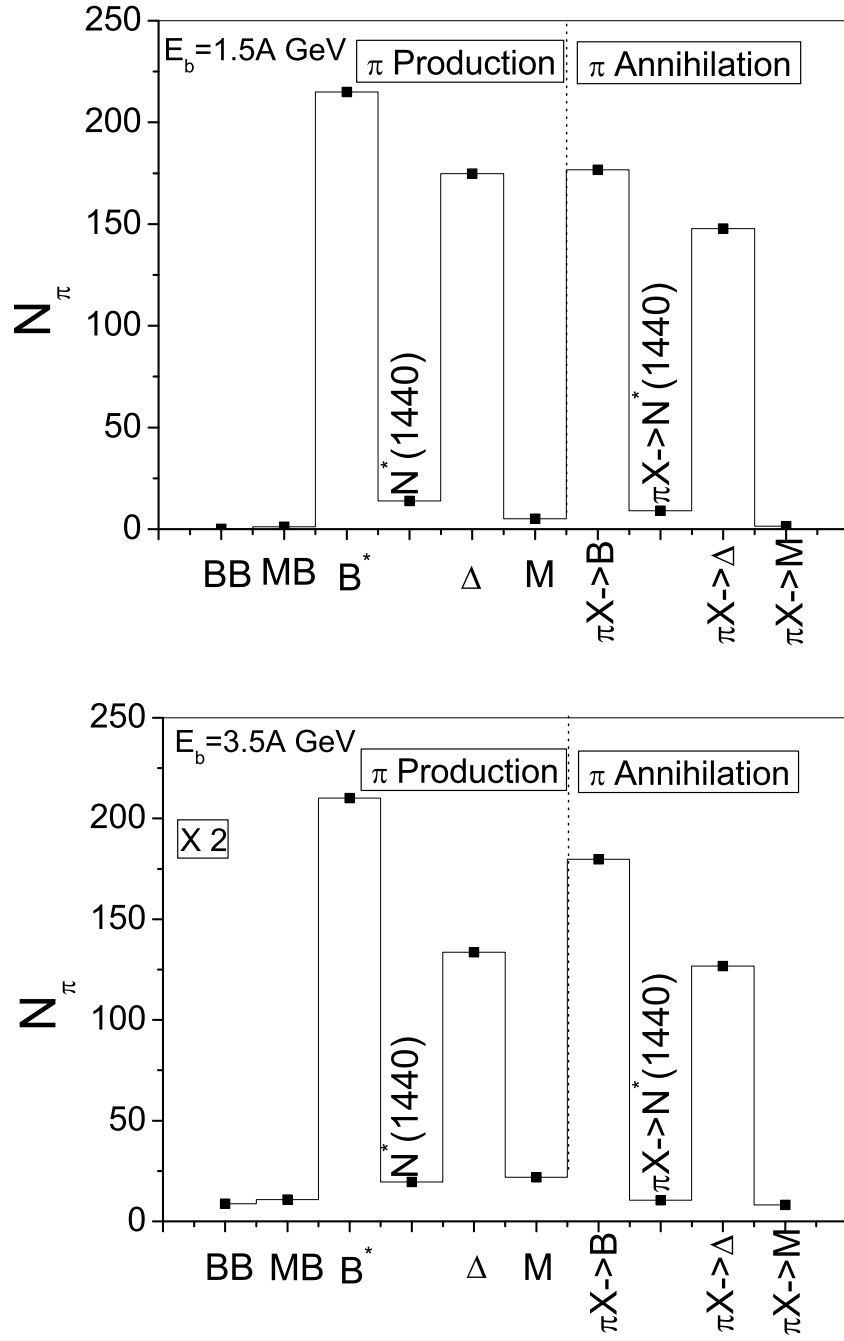 250
E_b=1.5A GeV
π Production
π Annihilation
200
150
N_π
100
N*(1440)
πX->N*(1440)
50
0
BB
MB
B*
Δ
M
πX->B
πX->Δ
πX->M
250
E_b=3.5A GeV
π Production
π Annihilation
200
X 2
150
N_π
100
N*(1440)
πX->N*(1440)
50
0
BB
MB
B*
Δ
M
πX->B
πX->Δ
πX->M